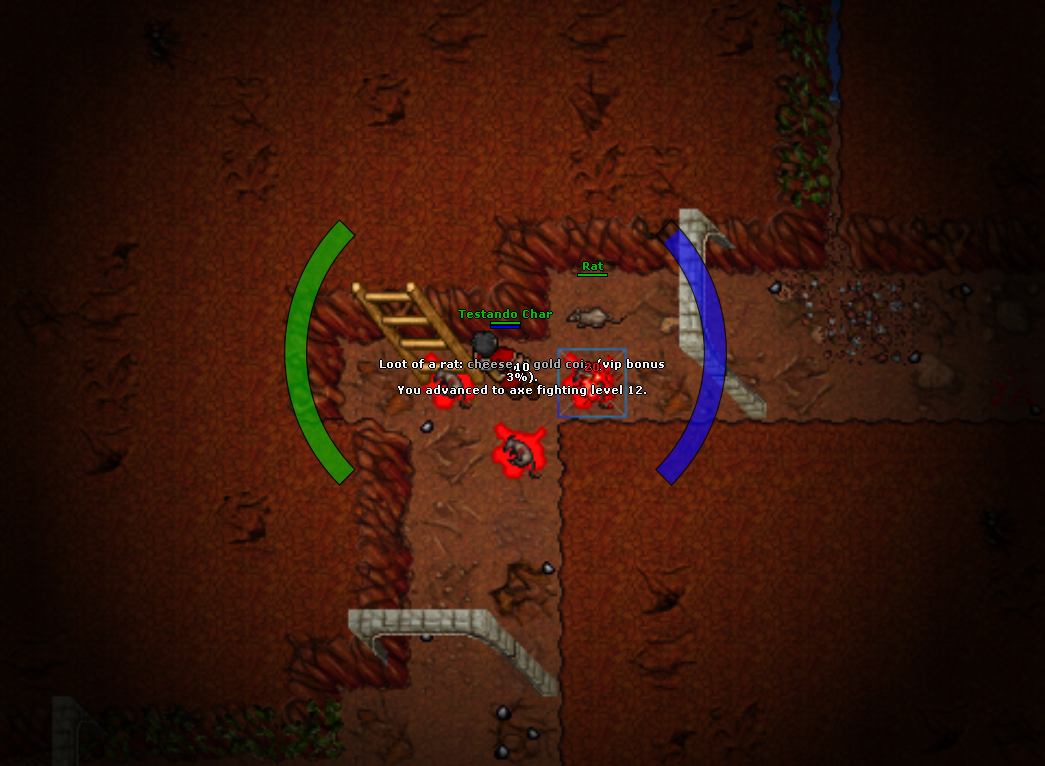 Rat
Testando Char
Loot of a rat: cheese, gold coin (vip bonus
10
3%).
You advanced to axe fighting level 12.